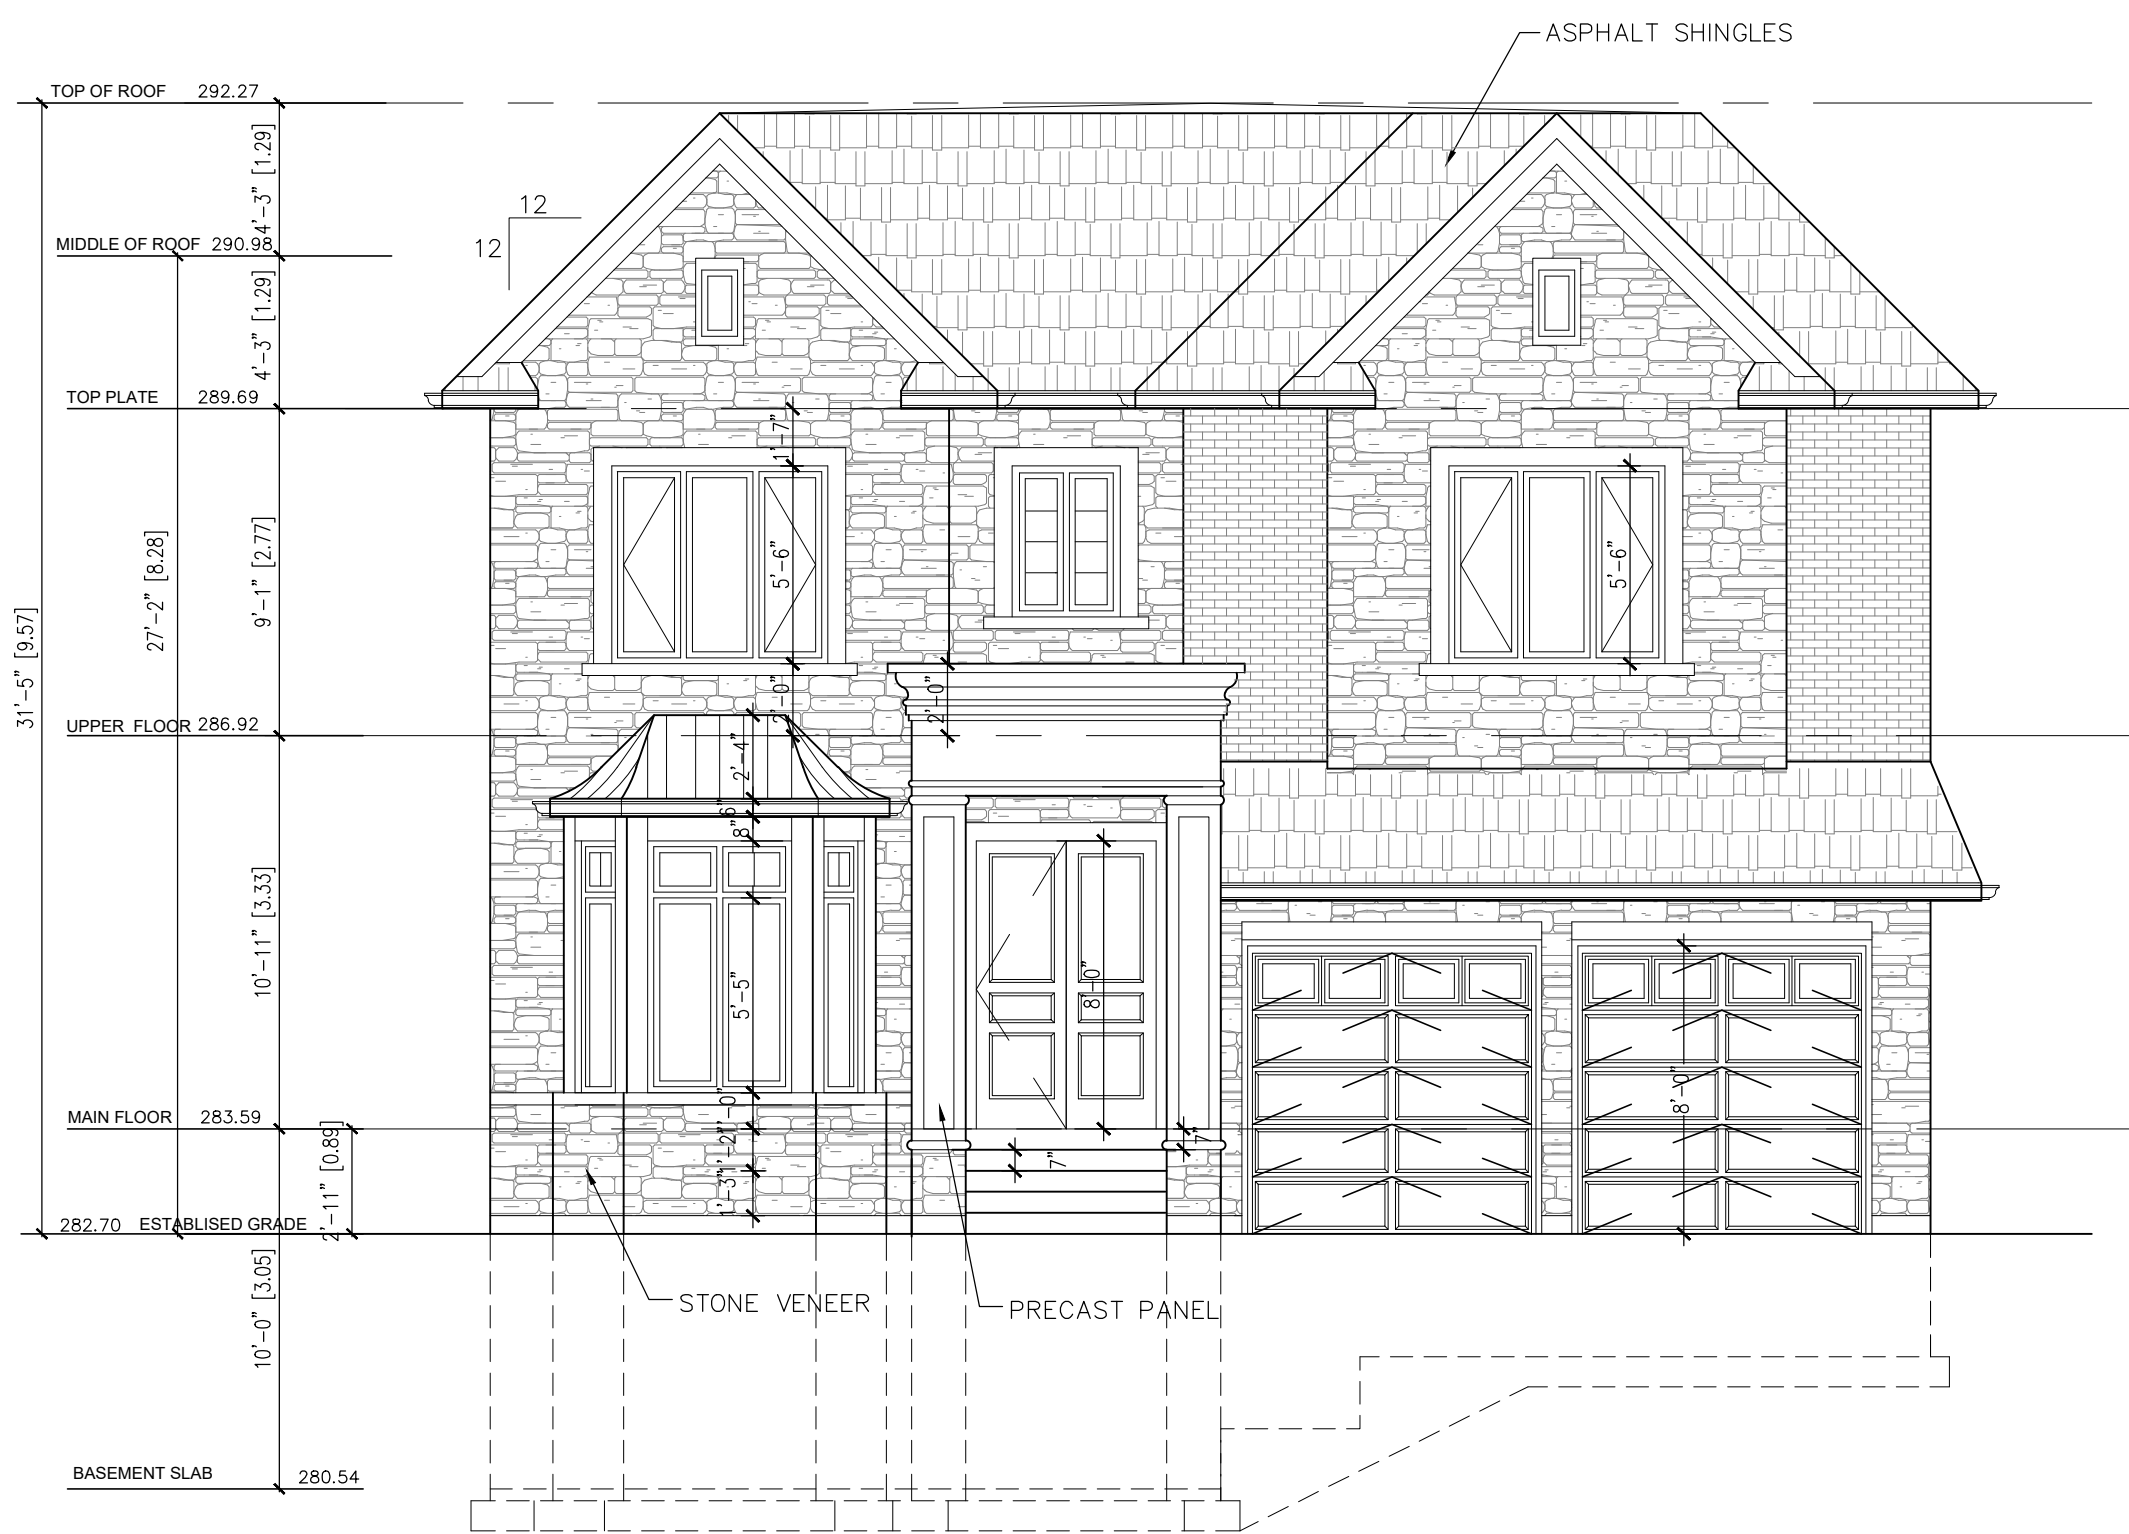 ASPHALT SHINGLES
TOP OF ROOF 292.27
4'-3" [1.29]
12
12
MIDDLE OF ROOF 290.98
4'-3" [1.29]
TOP PLATE 289.69
1'-7"
9'-1" [2.77]
27'-2" [8.28]
31'-5" [9.57]
5'-6"
5'-6"
2'-0"
2'-0"
UPPER FLOOR 286.92
2'-4"
6"
8"
10'-11" [3.33]
5'-5"
8'-0"
8'-0"
1'-0"
MAIN FLOOR 283.59
1'-2"
7"
7"
2'-11" [0.89]
1'-3"
282.70 ESTABLISED GRADE
10'-0" [3.05]
STONE VENEER
PRECAST PANEL
BASEMENT SLAB 280.54